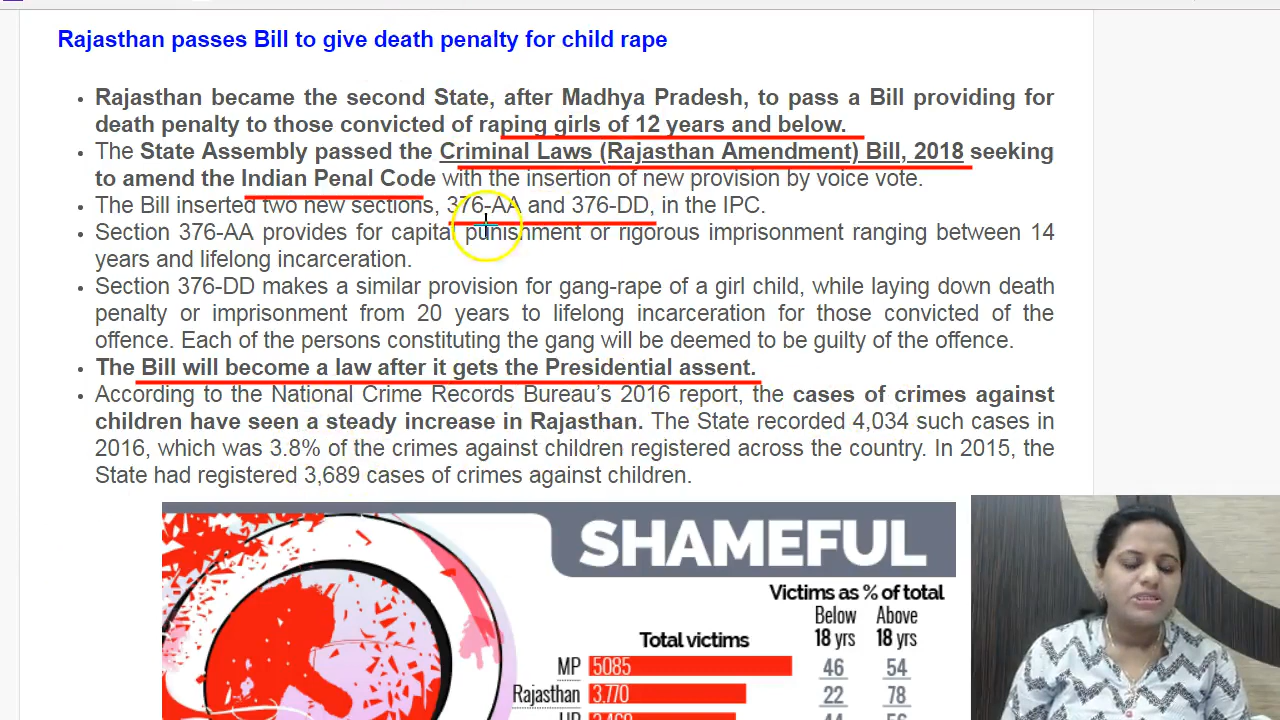 Rajasthan passes Bill to give death penalty for child rape
Rajasthan became the second State, after Madhya Pradesh, to pass a Bill providing for
death penalty to those convicted of raping girls of 12 years and below.
The State Assembly passed the Criminal Laws (Rajasthan Amendment) Bill, 2018 seeking
to amend the Indian Penal Code with the insertion of new provision by voice vote.
The Bill inserted two new sections, 376-AA and 376-DD, in the IPC.
Section 376-AA provides for capital punishment or rigorous imprisonment ranging between 14
years and lifelong incarceration.
Section 376-DD makes a similar provision for gang-rape of a girl child, while laying down death
penalty or imprisonment from 20 years to lifelong incarceration for those convicted of the
offence. Each of the persons constituting the gang will be deemed to be guilty of the offence.
The Bill will become a law after it gets the Presidential assent.
According to the National Crime Records Bureau’s 2016 report, the cases of crimes against
children have seen a steady increase in Rajasthan. The State recorded 4,034 such cases in
2016, which was 3.8% of the crimes against children registered across the country. In 2015, the
State had registered 3,689 cases of crimes against children.
SHAMEFUL
Victims as % of total
Below Above
Total victims 18 yrs 18 yrs
MP 5085 46 54
Rajasthan 3,770 22 78